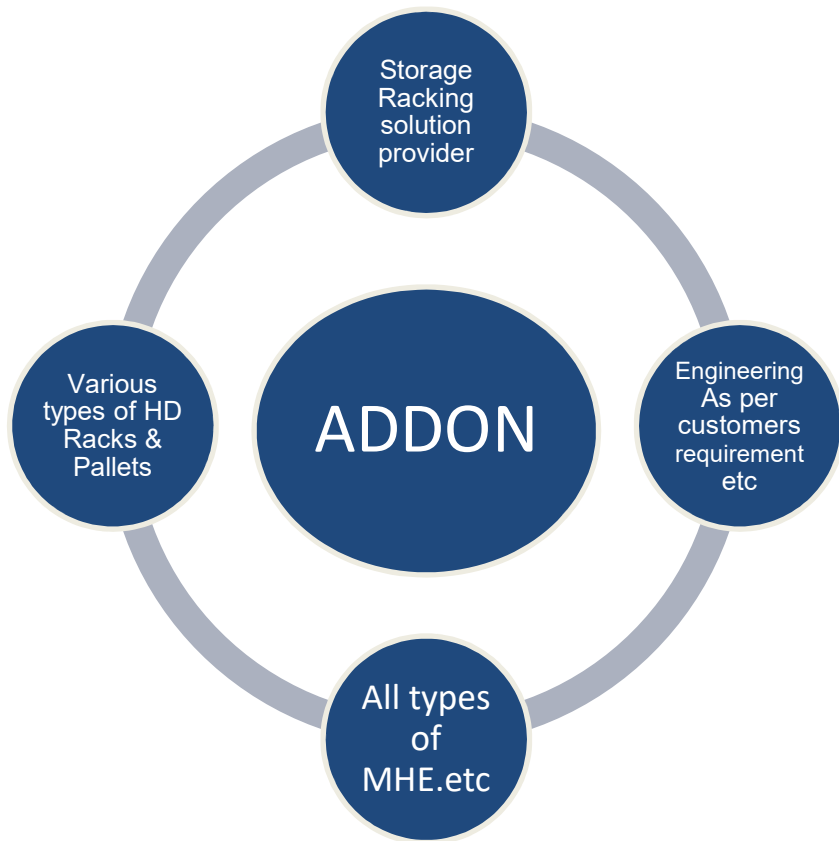 Storage
Racking
solution
provider
Various
types of HD
Racks &
Pallets
ADDON
Engineering
As per
customers
requirement
etc
All types
of
MHE.etc